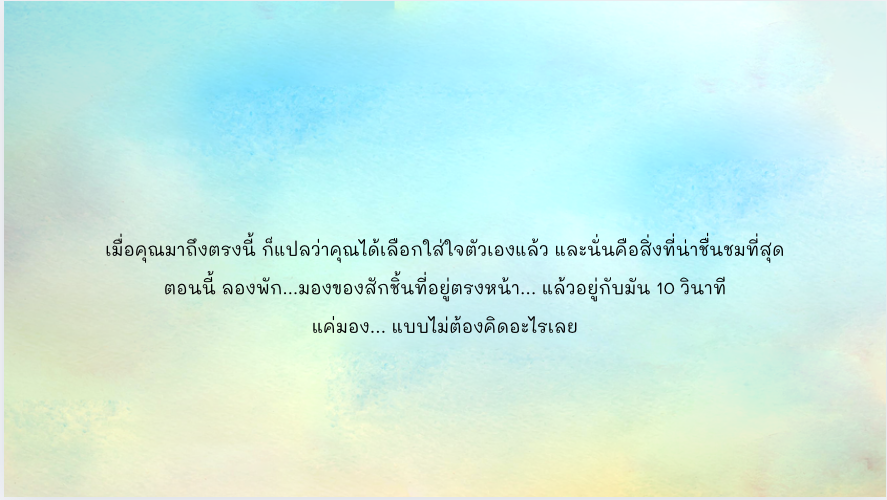 เมื่อคุณมาถึงตรงนี้ ก็แปลว่าคุณได้เลือกใส่ใจตัวเองแล้ว และนั่นคือสิ่งที่น่าชื่นชมที่สุด
ตอนนี้ ลองพัก...มองของสักชิ้นที่อยู่ตรงหน้า... แล้วอยู่กับมัน 10 วินาที
แค่มอง... แบบไม่ต้องคิดอะไรเลย